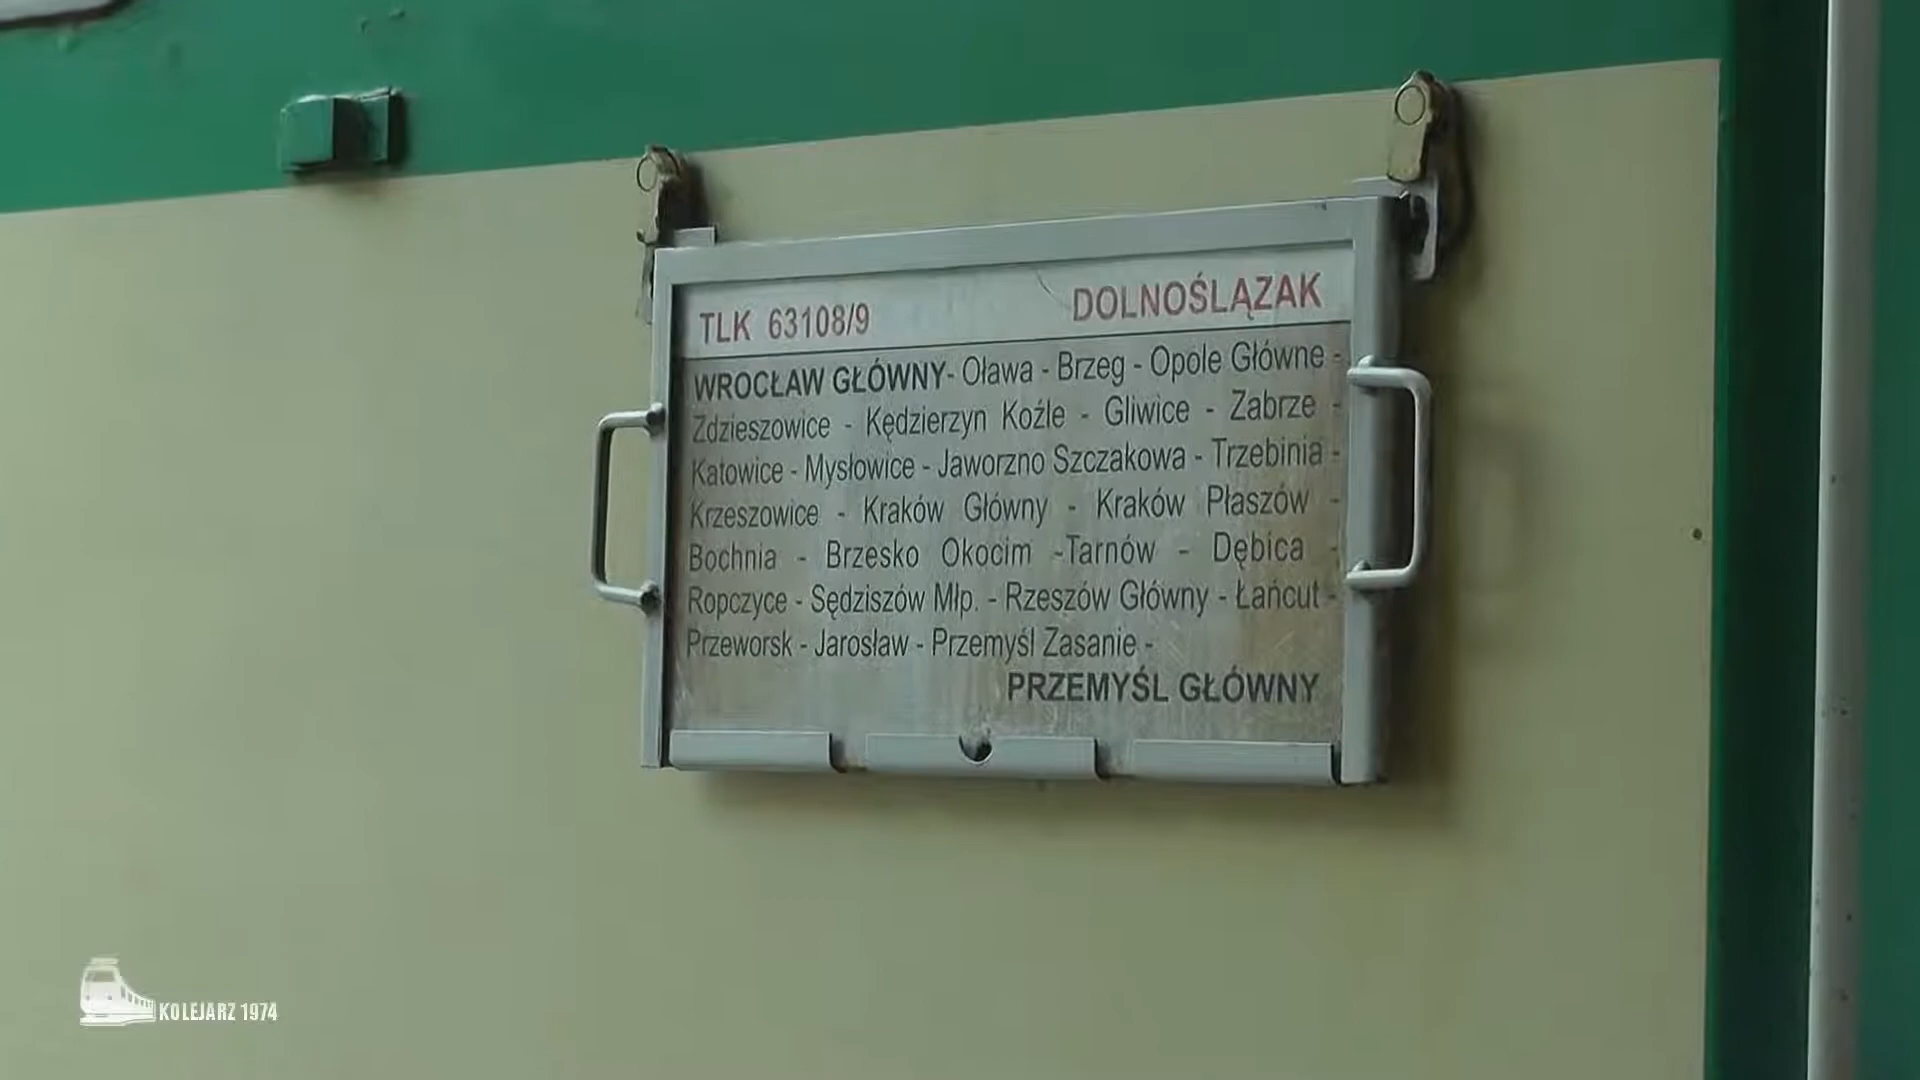 TLK 63108/9 DOLNOŚLĄZAK
WROCŁAW GŁÓWNY- Oława - Brzeg - Opole Główne -
Zdzieszowice - Kędzierzyn Koźle - Gliwice - Zabrze -
Katowice - Mysłowice - Jaworzno Szczakowa - Trzebinia -
Krzeszowice - Kraków Główny - Kraków Płaszów -
Bochnia - Brzesko Okocim -Tarnów - Dębica -
Ropczyce - Sędziszów Młp. - Rzeszów Główny - Łańcut -
Przeworsk - Jarosław - Przemyśl Zasanie -
PRZEMYŚL GŁÓWNY
KOLEJARZ 1974